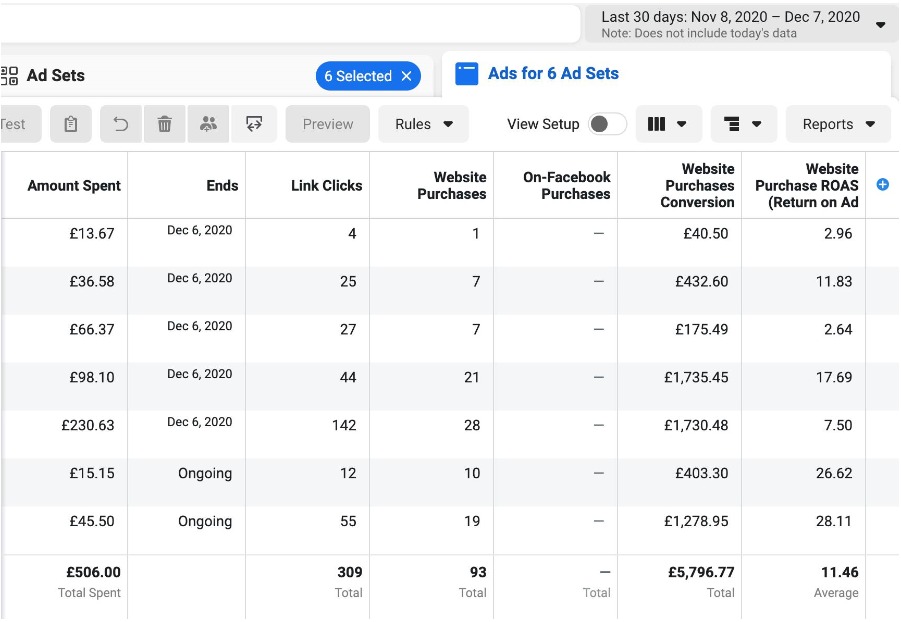 Last 30 days: Nov 8, 2020 – Dec 7, 2020
Note: Does not include today's data
Ad Sets 6 Selected × Ads for 6 Ad Sets
Test Preview Rules View Setup Reports
Amount Spent Ends Link Clicks Website Purchases On-Facebook Purchases Website Purchases Conversion Website Purchase ROAS (Return on Ad
£13.67 Dec 6, 2020 4 1 — £40.50 2.96
£36.58 Dec 6, 2020 25 7 — £432.60 11.83
£66.37 Dec 6, 2020 27 7 — £175.49 2.64
£98.10 Dec 6, 2020 44 21 — £1,735.45 17.69
£230.63 Dec 6, 2020 142 28 — £1,730.48 7.50
£15.15 Ongoing 12 10 — £403.30 26.62
£45.50 Ongoing 55 19 — £1,278.95 28.11
£506.00 309 93 — £5,796.77 11.46
Total Spent Total Total Total Total Average